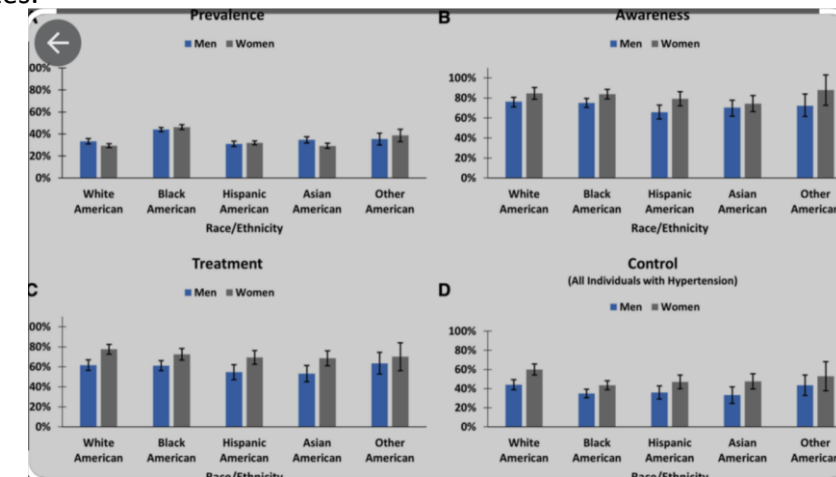 Prevalence
Men Women
80%
60%
40%
20%
0%
White American
Black American
Hispanic American
Asian American
Other American
Race/Ethnicity
B
Awareness
Men Women
100%
80%
60%
40%
20%
0%
White American
Black American
Hispanic American
Asian American
Other
Race/Ethnicity
C
Treatment
Men Women
80%
60%
40%
20%
0%
White American
Black American
Hispanic American
Asian American
Other American
Race/Ethnicity
D
Control
(All Individuals with Hypertension)
Men Women
100%
80%
60%
40%
20%
0%
White American
Black American
Hispanic American
Asian American
Other
Race/Ethnicity